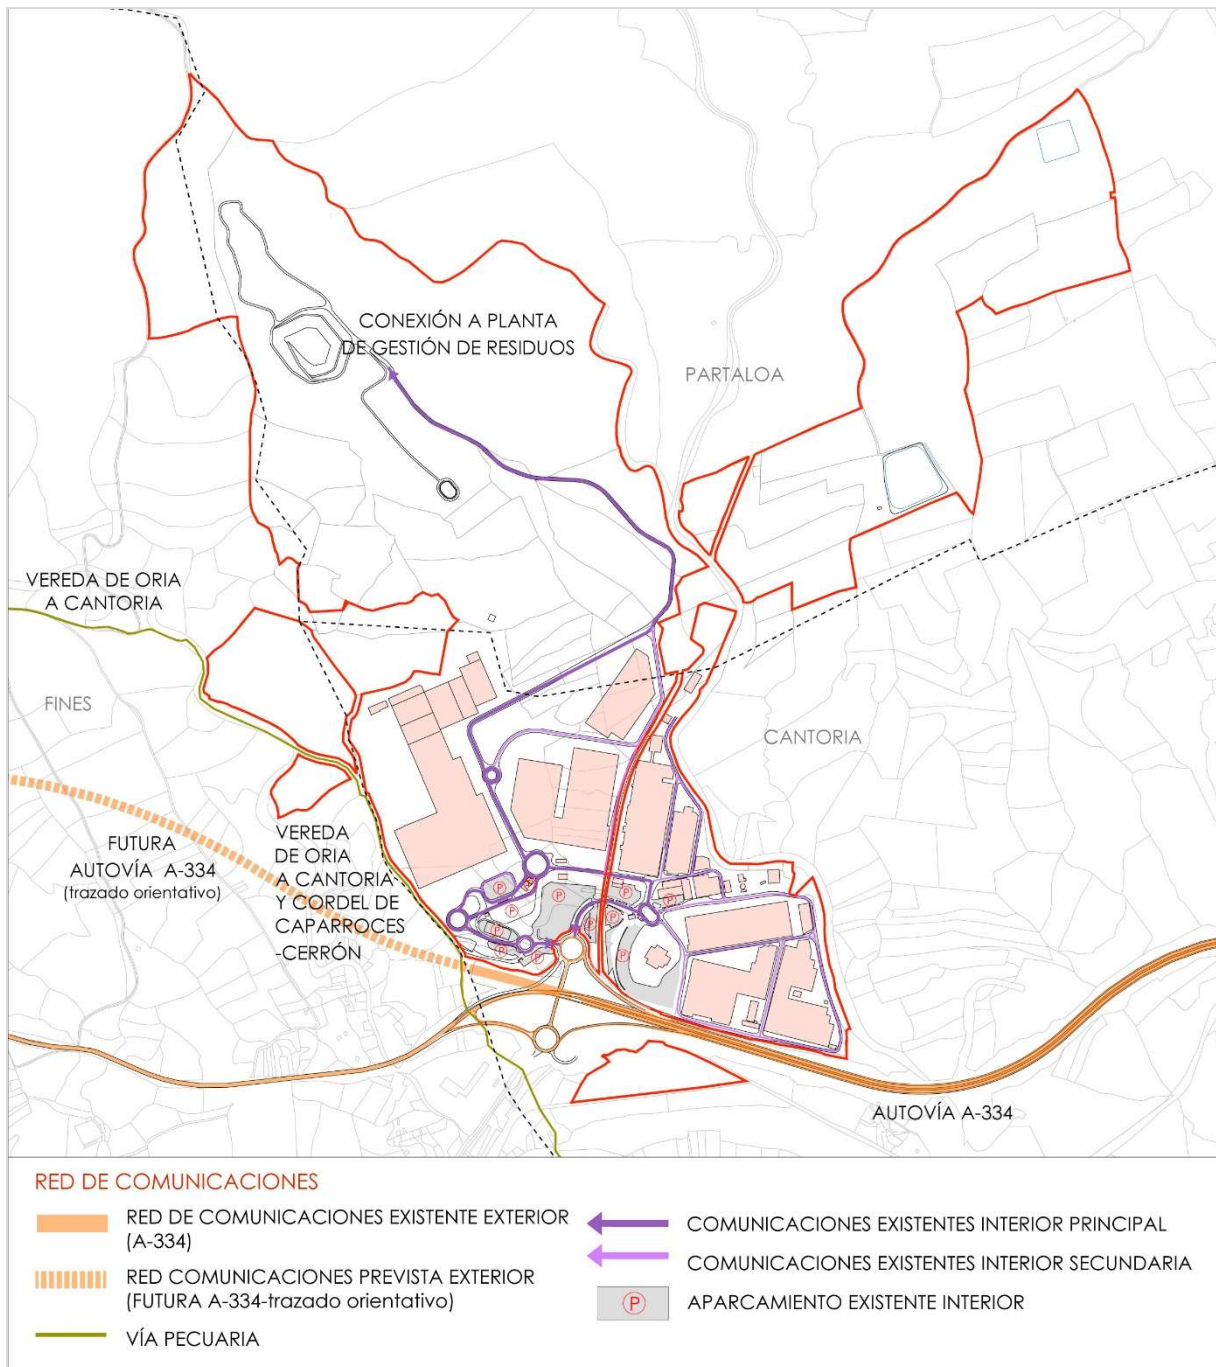 CONEXIÓN A PLANTA
DE GESTIÓN DE RESIDUOS
PARTALOA
VEREDA DE ORIA
A CANTORIA
FINES
CANTORIA
FUTURA
AUTOVÍA A-334
(trazado orientativo)
VEREDA
DE ORIA
A CANTORIA
Y CORDEL DE
CAPARROCES
-CERRÓN
P
P
P
P
P
P
P
P
P
P
P
P
AUTOVÍA A-334
RED DE COMUNICACIONES
RED DE COMUNICACIONES EXISTENTE EXTERIOR
(A-334)
RED COMUNICACIONES PREVISTA EXTERIOR
(FUTURA A-334-trazado orientativo)
VÍA PECUARIA
COMUNICACIONES EXISTENTES INTERIOR PRINCIPAL
COMUNICACIONES EXISTENTES INTERIOR SECUNDARIA
P
APARCAMIENTO EXISTENTE INTERIOR